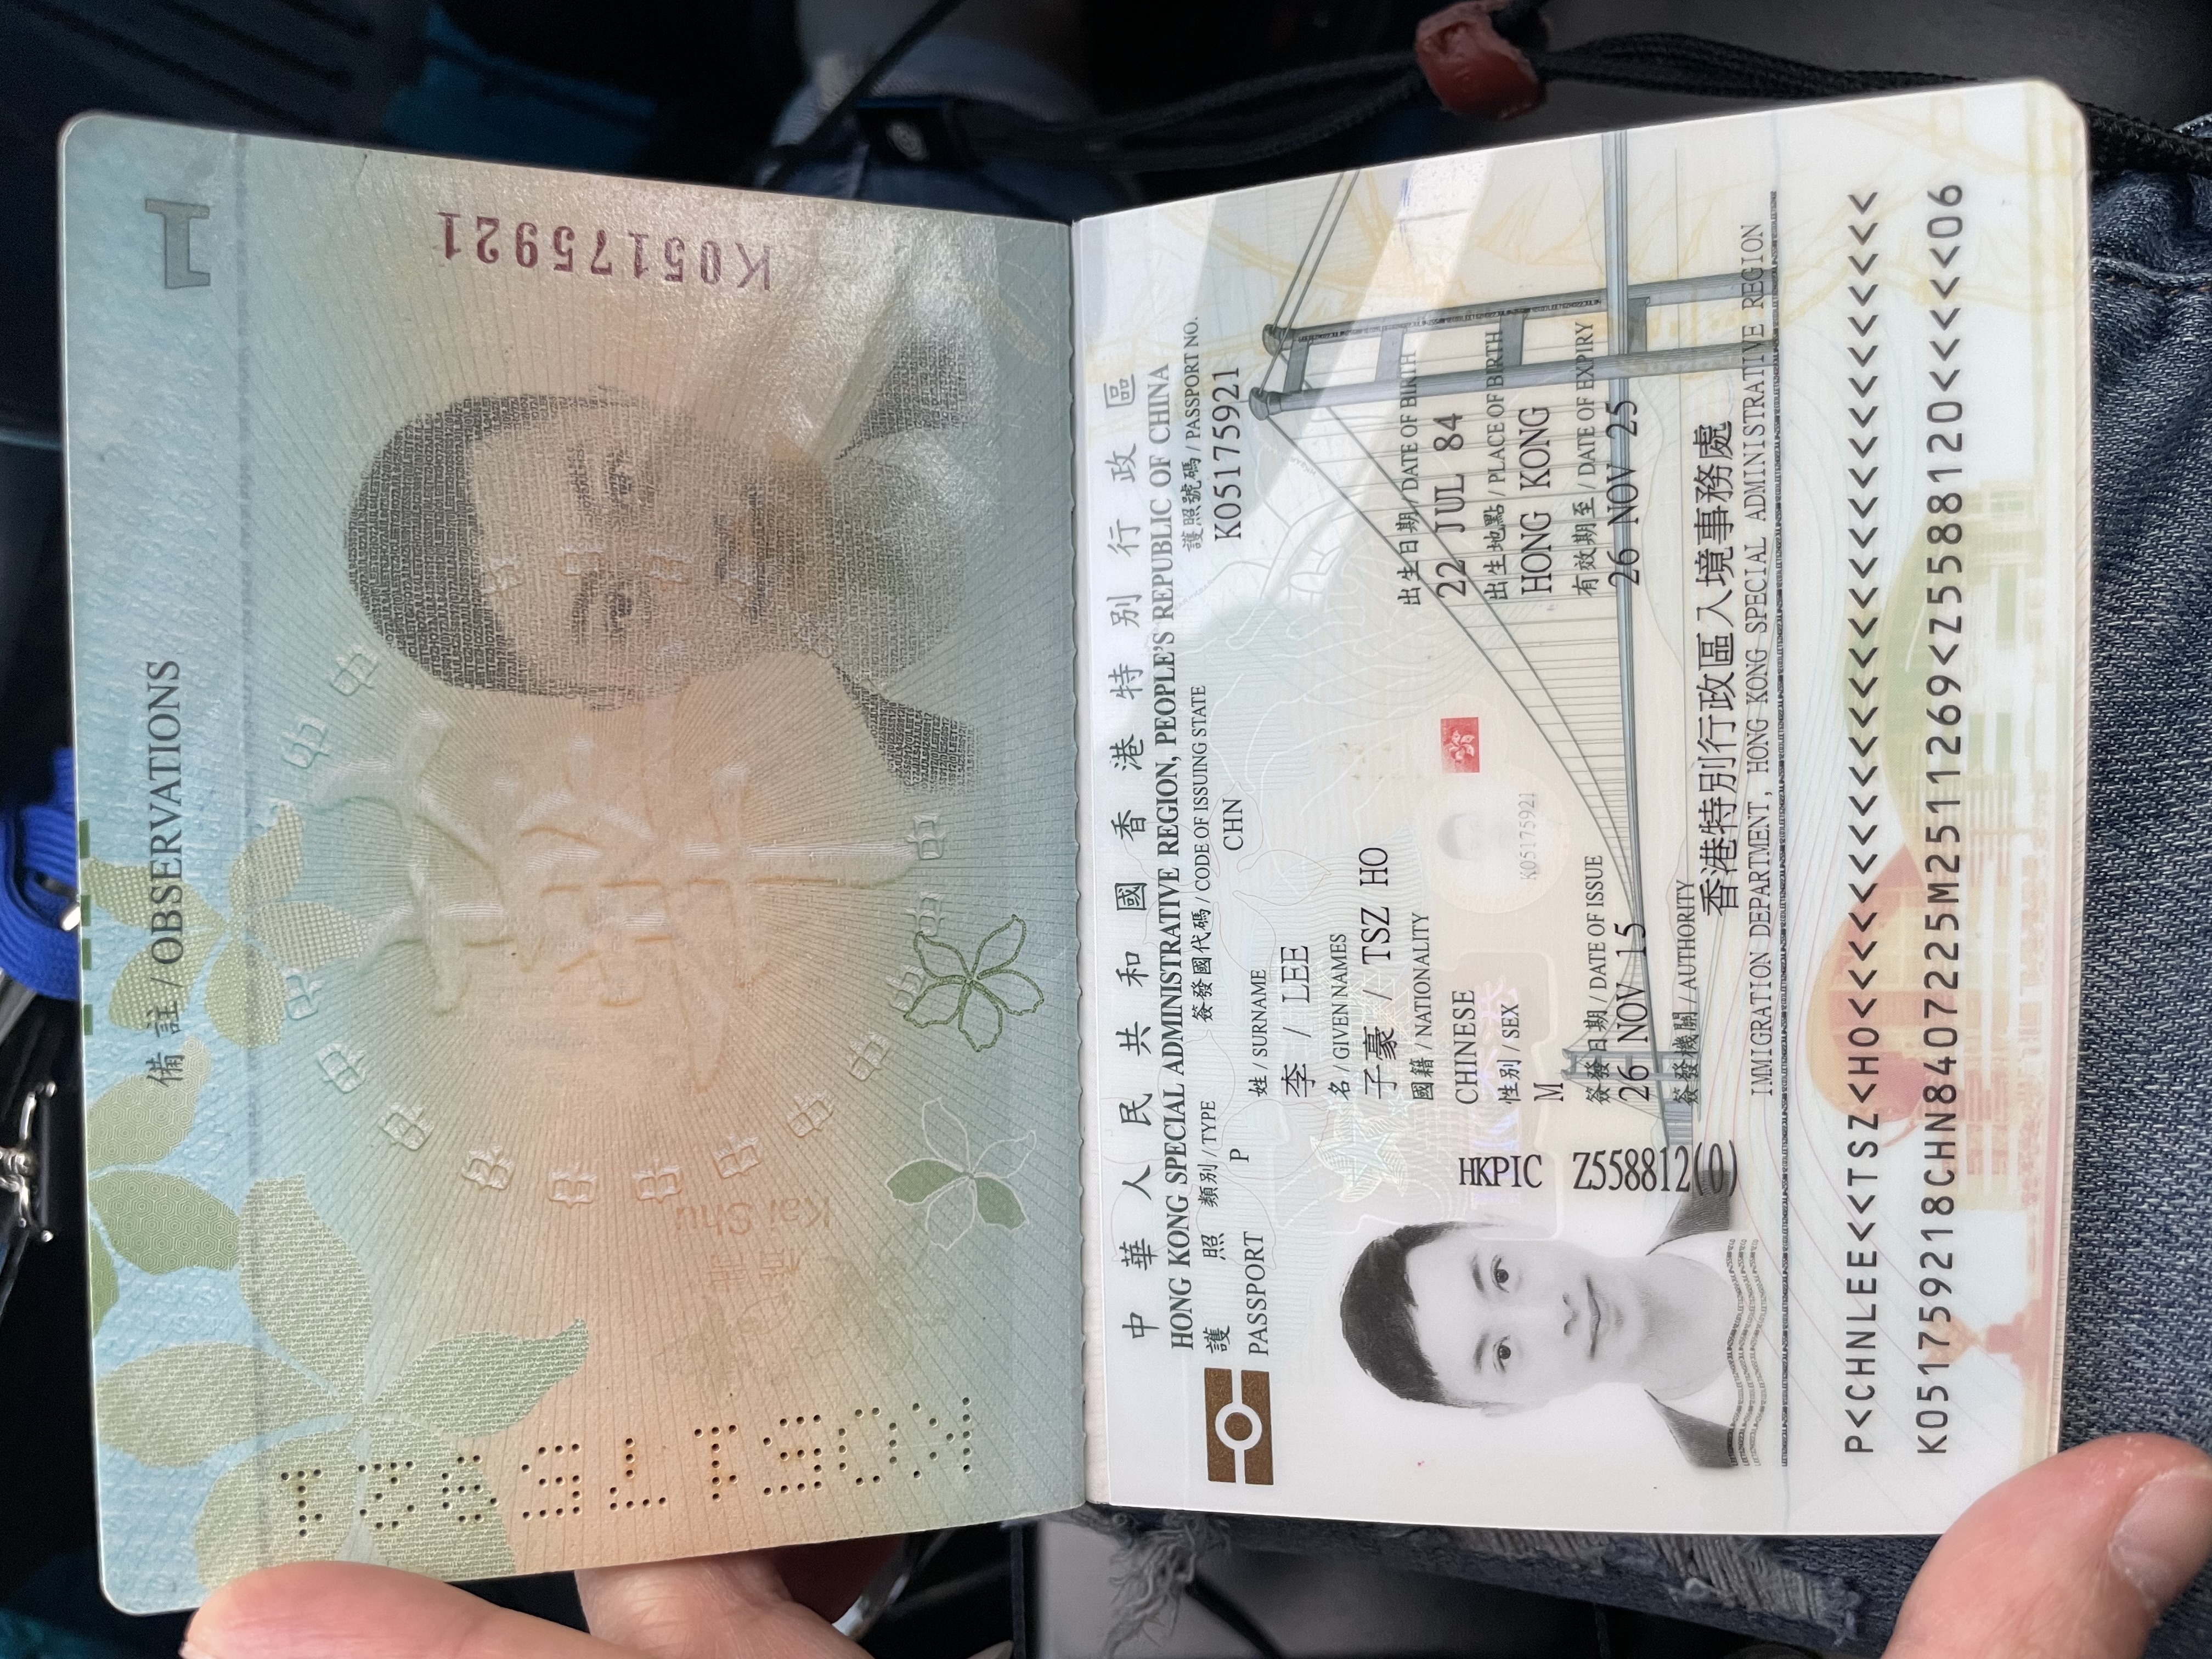 備註 / OBSERVATIONS
1
K05175921
K05175921
啟德
Kai Shui
中華人民共和國香港特別行政區
HONG KONG SPECIAL ADMINISTRATIVE REGION, PEOPLE'S REPUBLIC OF CHINA
護照 類別 / TYPE 簽發國代碼 / CODE OF ISSUING STATE 護照號碼 / PASSPORT NO.
PASSPORT P CHN K05175921
姓 / SURNAME
李 / LEE
名 / GIVEN NAMES
子豪 / TSZ HO
國籍 / NATIONALITY 出生日期 / DATE OF BIRTH
CHINESE 22 JUL 84
性別 / SEX 出生地點 / PLACE OF BIRTH
M HONG KONG
K05175921
HKPIC Z558812(0)
簽發日期 / DATE OF ISSUE 有效期至 / DATE OF EXPIRY
26 NOV 15 26 NOV 25
簽發機關 / AUTHORITY
香港特別行政區入境事務處
IMMIGRATION DEPARTMENT, HONG KONG SPECIAL ADMINISTRATIVE REGION
P<CHNLEE<<TSZ<HO<<<<<<<<<<<<<<<<<<<<<<<<<<<<
K051759218CHN8407225M2511269<Z5588120<<<<<06